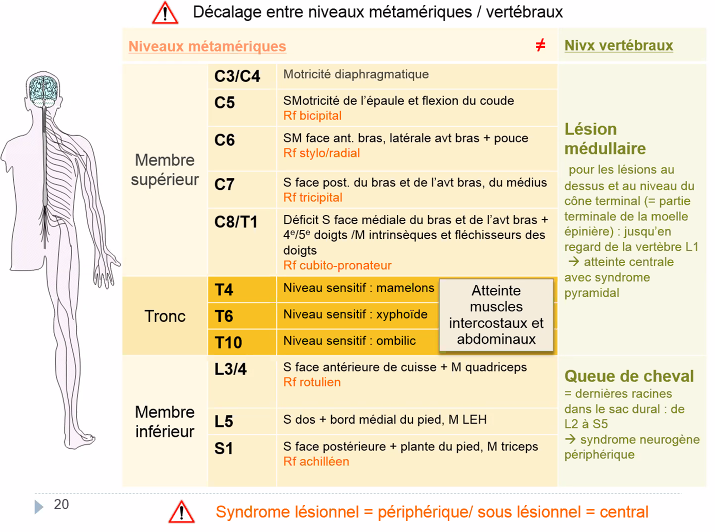 Décalage entre niveaux métamériques / vertébraux
Niveaux métamériques ≠ Nivx vertébraux
Membre
supérieur
C3/C4 Motricité diaphragmatique
C5 SMotricité de l'épaule et flexion du coude
Rf bicipital
C6 SM face ant. bras, latérale avt bras + pouce
Rf stylo/radial
C7 S face post. du bras et de l'avt bras, du médius
Rf tricipital
C8/T1 Déficit S face médiale du bras et de l'avt bras +
4e/5e doigts /M intrinsèques et fléchisseurs des
doigts
Rf cubito-pronateur
Lésion
médullaire
pour les lésions au
dessus et au niveau du
cône terminal (= partie
terminale de la moelle
épinière) : jusqu'en
regard de la vertèbre L1
→ atteinte centrale
avec syndrome
pyramidal
Tronc
T4 Niveau sensitif : mamelons
T6 Niveau sensitif : xyphoïde
T10 Niveau sensitif : ombilic
Atteinte
muscles
intercostaux et
abdominaux
Membre
inférieur
L3/4 S face antérieure de cuisse + M quadriceps
Rf rotulien
L5 S dos + bord médial du pied, M LEH
S1 S face postérieure + plante du pied, M triceps
Rf achilléen
Queue de cheval
= dernières racines
dans le sac dural : de
L2 à S5
→ syndrome neurogène
périphérique
20
Syndrome lésionnel = périphérique/ sous lésionnel = central